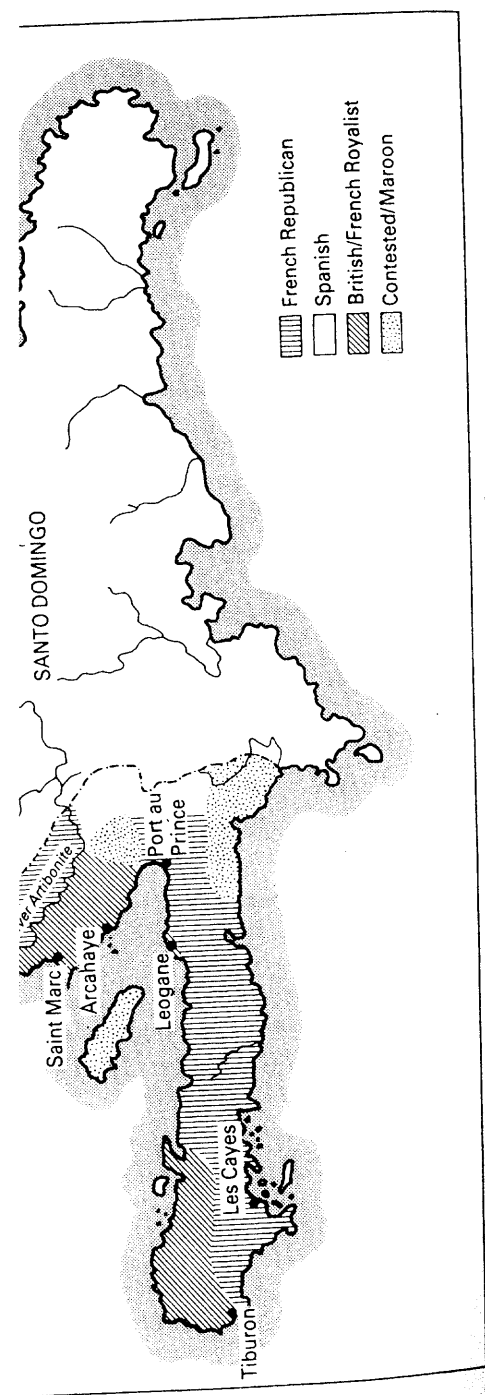 SANTO DOMINGO
Saint Marc
Arcahaye
Port au
Prince
Leogane
Les Cayes
Tiburon
Artibonite
French Republican
Spanish
British/French Royalist
Contested/Maroon